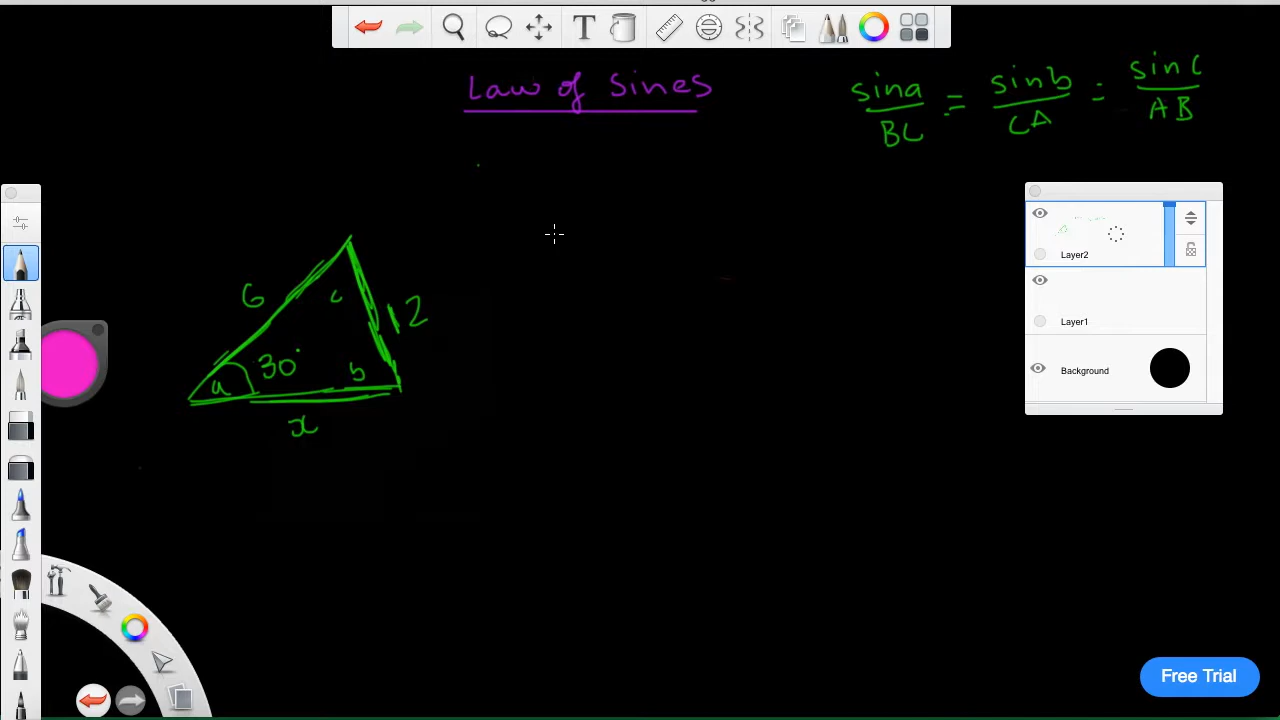 Law of Sines
sina/BC = sinb/CA = sinc/AB
6
c
12
30°
a
b
x
Layer2
Layer1
Background
T
Free Trial